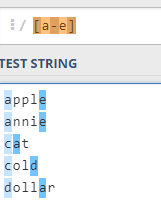 / [a-e]
TEST STRING
apple
annie
cat
cold
dollar